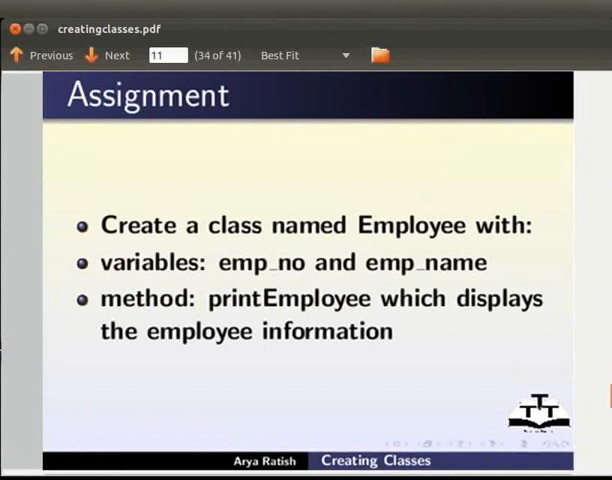 creatingclasses.pdf
Previous Next 11 (34 of 41) Best Fit
Assignment
Create a class named Employee with:
variables: emp_no and emp_name
method: printEmployee which displays
the employee information
Arya Ratish Creating Classes